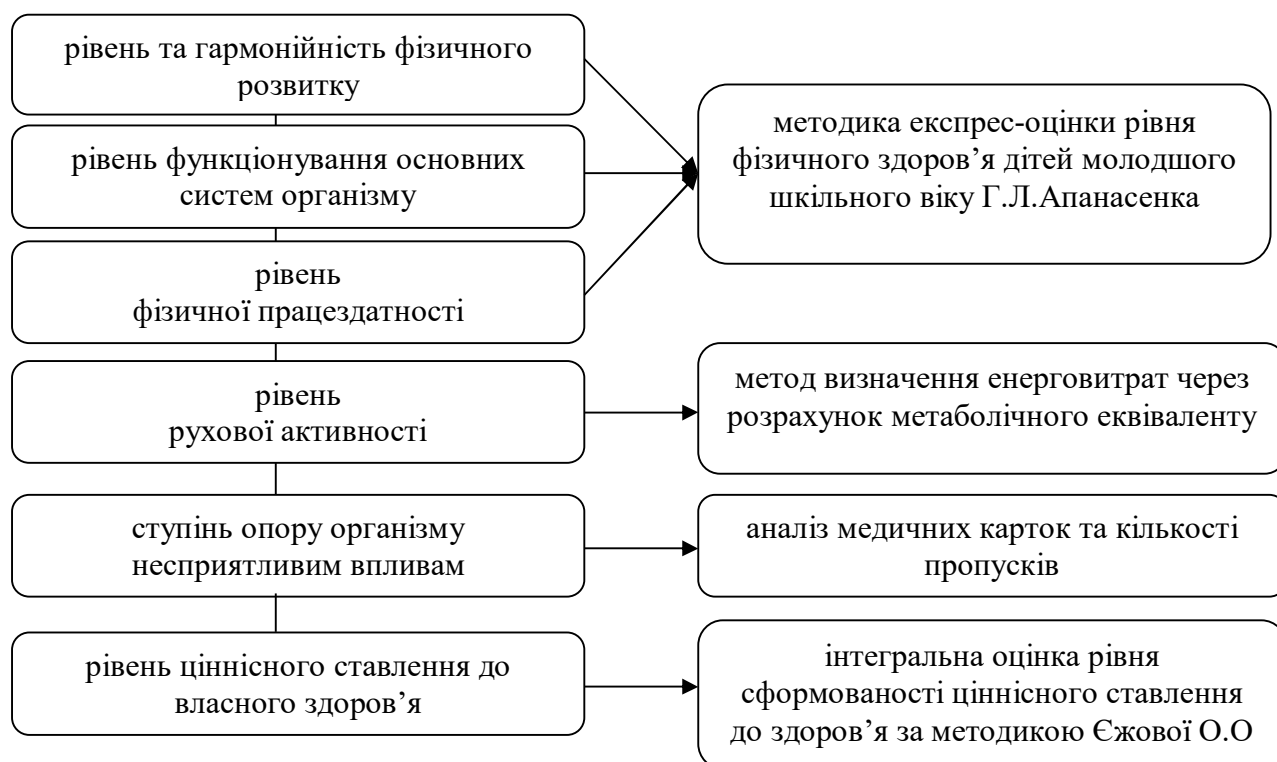 рівень та гармонійність фізичного
розвитку
рівень функціонування основних
систем організму
рівень
фізичної працездатності
рівень
рухової активності
ступінь опору організму
несприятливим впливам
рівень ціннісного ставлення до
власного здоров’я
методика експрес-оцінки рівня
фізичного здоров’я дітей молодшого
шкільного віку Г.Л.Апанасенка
метод визначення енерговитрат через
розрахунок метаболічного еквіваленту
аналіз медичних карток та кількості
пропусків
інтегральна оцінка рівня
сформованості ціннісного ставлення
до здоров’я за методикою Єжової О.О